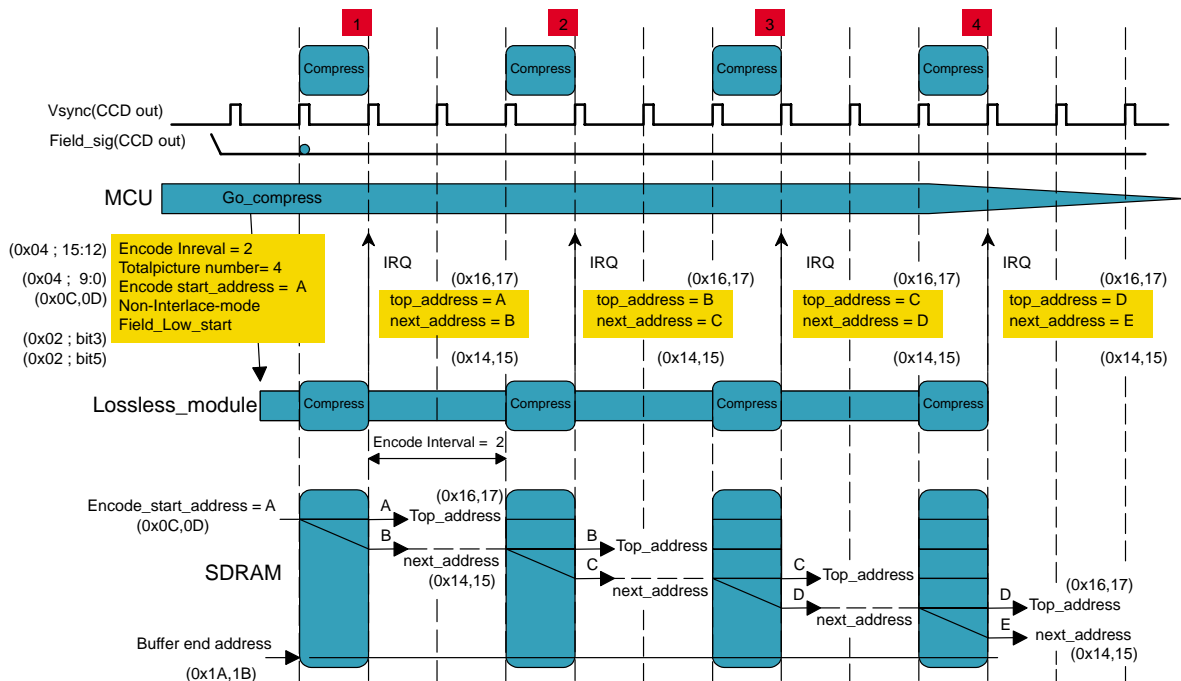 1 2 3 4
Compress Compress Compress Compress
Vsync(CCD out)
Field_sig(CCD out)
MCU
Go_compress
(0x04 ; 15:12)
(0x04 ; 9:0)
(0x0C,0D)
(0x02 ; bit3)
(0x02 ; bit5)
Encode Inreval = 2
Totalpicture number= 4
Encode start_address = A
Non-Interlace-mode
Field_Low_start
IRQ
(0x16,17)
top_address = A
next_address = B
(0x14,15)
IRQ
(0x16,17)
top_address = B
next_address = C
(0x14,15)
IRQ
(0x16,17)
top_address = C
next_address = D
(0x14,15)
IRQ
(0x16,17)
top_address = D
next_address = E
(0x14,15)
Lossless_module
Compress Compress Compress Compress
Encode Interval = 2
Encode_start_address = A
(0x0C,0D)
SDRAM
Buffer end address
(0x1A,1B)
A
(0x16,17)
Top_address
B
next_address
(0x14,15)
B
Top_address
C
next_address
C
Top_address
D
next_address
(0x16,17)
D
Top_address
E
next_address
(0x14,15)